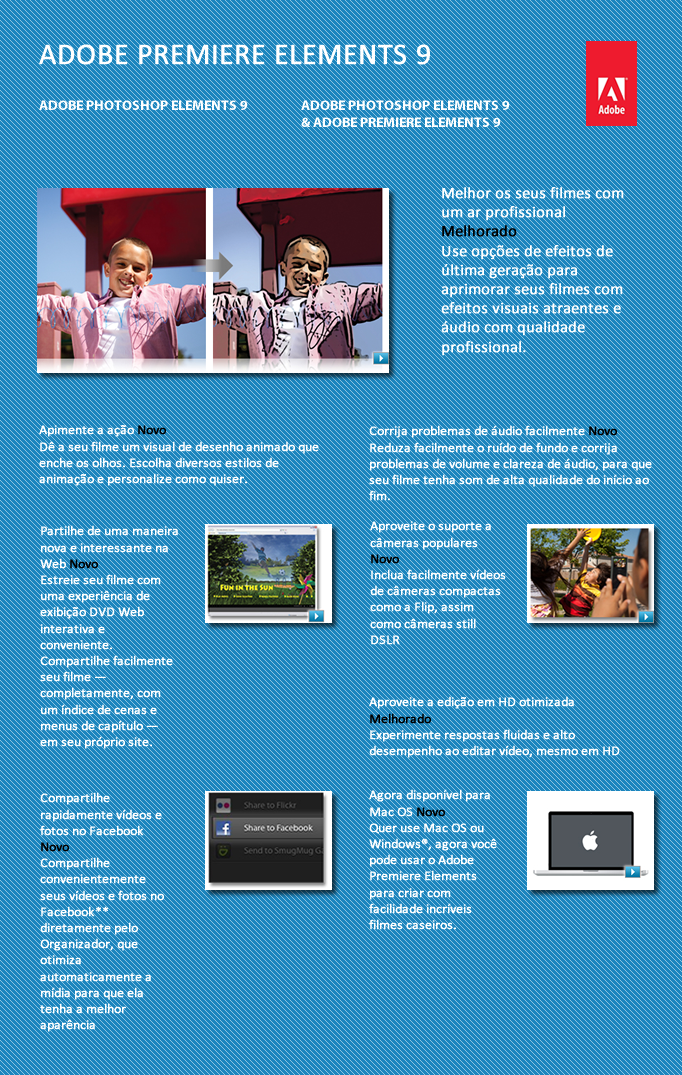 ADOBE PREMIERE ELEMENTS 9
ADOBE PHOTOSHOP ELEMENTS 9
ADOBE PHOTOSHOP ELEMENTS 9
& ADOBE PREMIERE ELEMENTS 9
Adobe
Melhor os seus filmes com
um ar profissional
Melhorado
Use opções de efeitos de
última geração para
aprimorar seus filmes com
efeitos visuais atraentes e
áudio com qualidade
profissional.
Apimente a ação Novo
Dê a seu filme um visual de desenho animado que
enche os olhos. Escolha diversos estilos de
animação e personalize como quiser.
Corrija problemas de áudio facilmente Novo
Reduza facilmente o ruído de fundo e corrija
problemas de volume e clareza de áudio, para que
seu filme tenha som de alta qualidade do início ao
fim.
Partilhe de uma maneira
nova e interessante na
Web Novo
Estreie seu filme com
uma experiência de
exibição DVD Web
interativa e
conveniente.
Compartilhe facilmente
seu filme —
completamente, com
um índice de cenas e
menus de capítulo —
em seu próprio site.
FUN IN THE SUN
Aproveite o suporte a
câmeras populares
Novo
Inclua facilmente vídeos
de câmeras compactas
como a Flip, assim
como câmeras still
DSLR
Aproveite a edição em HD otimizada
Melhorado
Experimente respostas fluidas e alto
desempenho ao editar vídeo, mesmo em HD
Compartilhe
rapidamente vídeos e
fotos no Facebook
Novo
Compartilhe
convenientemente
seus vídeos e fotos no
Facebook**
diretamente pelo
Organizador, que
otimiza
automaticamente a
mídia para que ela
tenha a melhor
aparência
Share to Flickr
Share to Facebook
Send to SmugMug Ga
Agora disponível para
Mac OS Novo
Quer use Mac OS ou
Windows®, agora você
pode usar o Adobe
Premiere Elements
para criar com
facilidade incríveis
filmes caseiros.